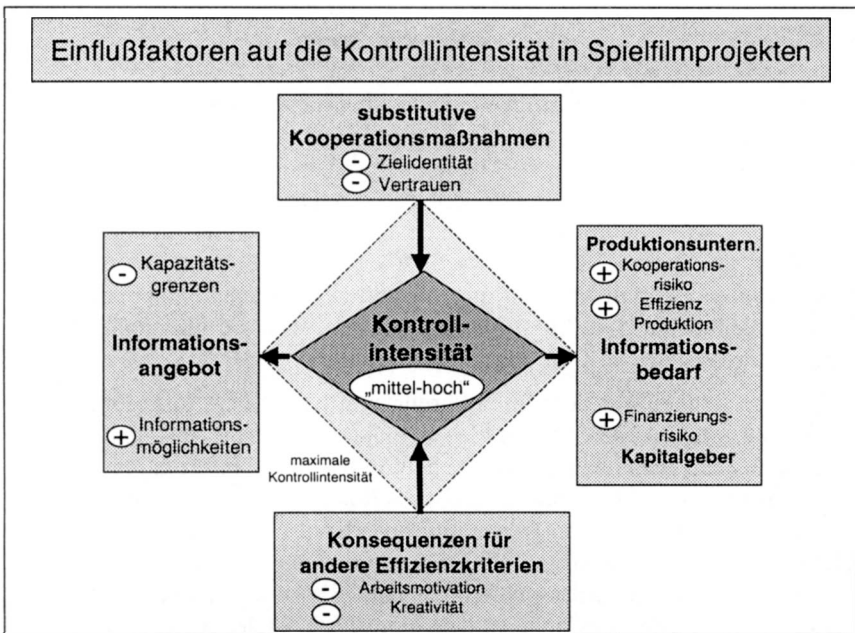 Einflußfaktoren auf die Kontrollintensität in Spielfilmprojekten
substitutive
Kooperationsmaßnahmen
- Zielidentität
- Vertrauen
- Kapazitäts-
grenzen
Informations-
angebot
+ Informations-
möglichkeiten
Kontroll-
intensität
„mittel-hoch“
maximale
Kontrollintensität
Produktionsuntern.
+ Kooperations-
risiko
+ Effizienz
Produktion
Informations-
bedarf
+ Finanzierungs-
risiko
Kapitalgeber
Konsequenzen für
andere Effizienzkriterien
- Arbeitsmotivation
- Kreativität